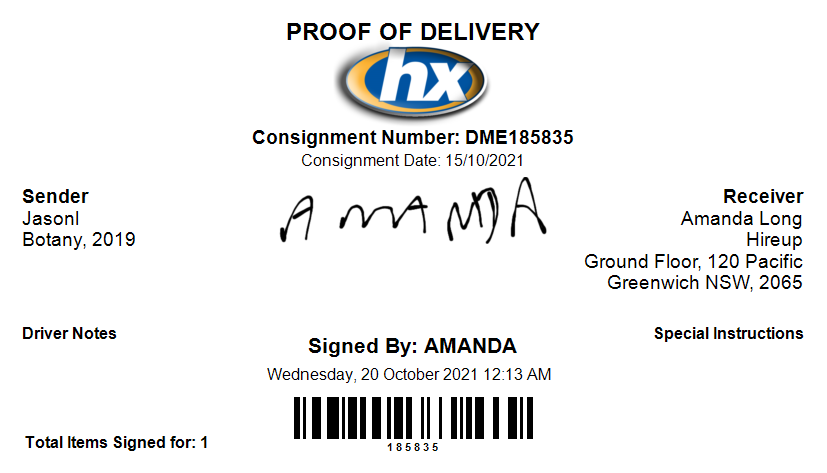 PROOF OF DELIVERY
hx
Consignment Number: DME185835
Consignment Date: 15/10/2021
Sender
Jasonl
Botany, 2019
AMANDA
Receiver
Amanda Long
Hireup
Ground Floor, 120 Pacific
Greenwich NSW, 2065
Driver Notes
Special Instructions
Signed By: AMANDA
Wednesday, 20 October 2021 12:13 AM
185835
Total Items Signed for: 1